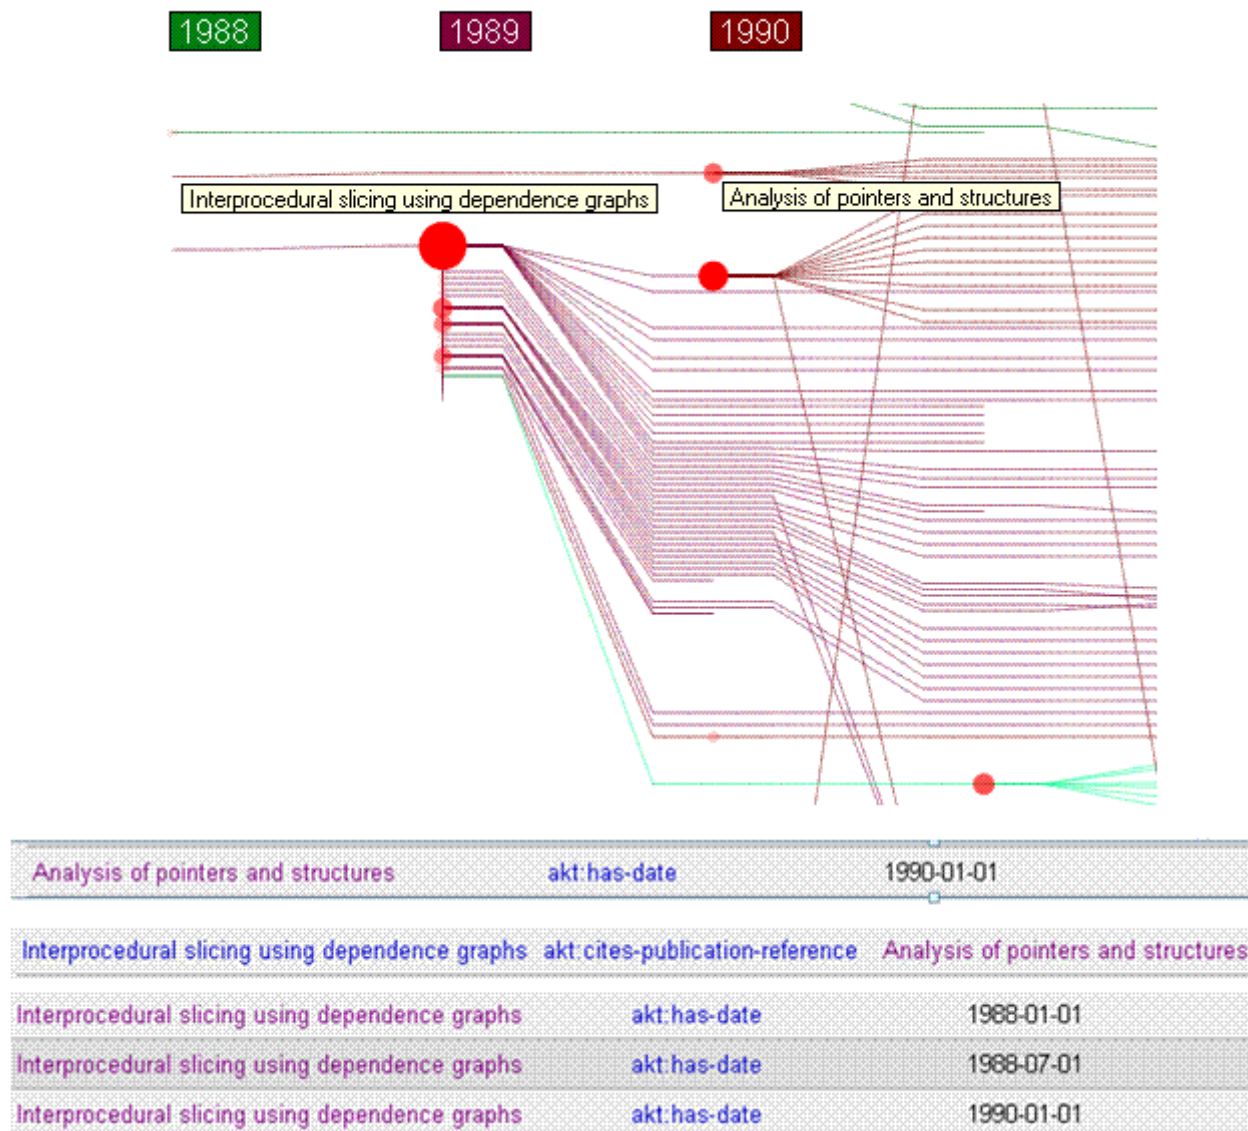 1988 1989 1990
Interprocedural slicing using dependence graphs Analysis of pointers and structures
Analysis of pointers and structures akt:has-date 1990-01-01
Interprocedural slicing using dependence graphs akt:cites-publication-reference Analysis of pointers and structures
Interprocedural slicing using dependence graphs akt:has-date 1988-01-01
Interprocedural slicing using dependence graphs akt:has-date 1988-07-01
Interprocedural slicing using dependence graphs akt:has-date 1990-01-01